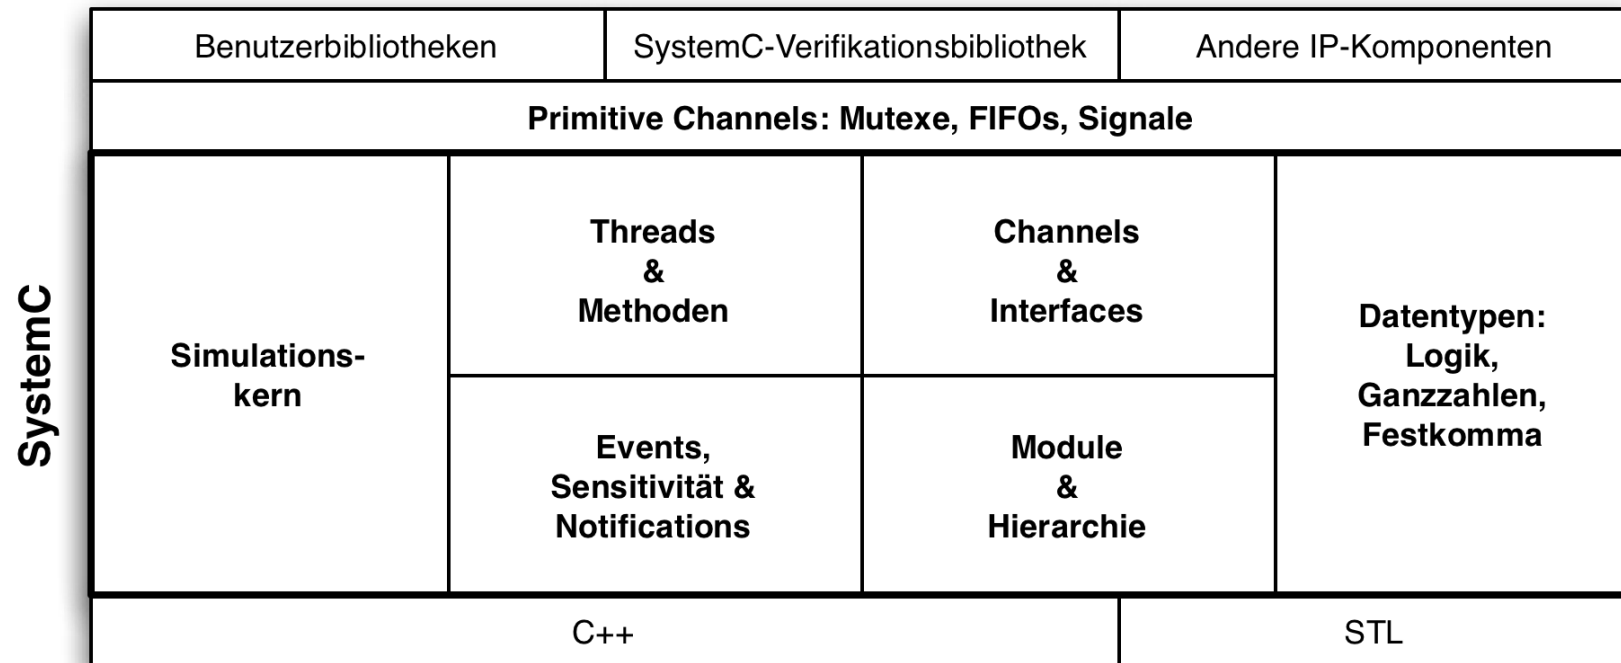 Benutzerbibliotheken
SystemC-Verifikationsbibliothek
Andere IP-Komponenten
Primitive Channels: Mutexe, FIFOs, Signale
SystemC
Simulations-
kern
Threads
&
Methoden
Channels
&
Interfaces
Events,
Sensitivität &
Notifications
Module
&
Hierarchie
Datentypen:
Logik,
Ganzzahlen,
Festkomma
C++
STL